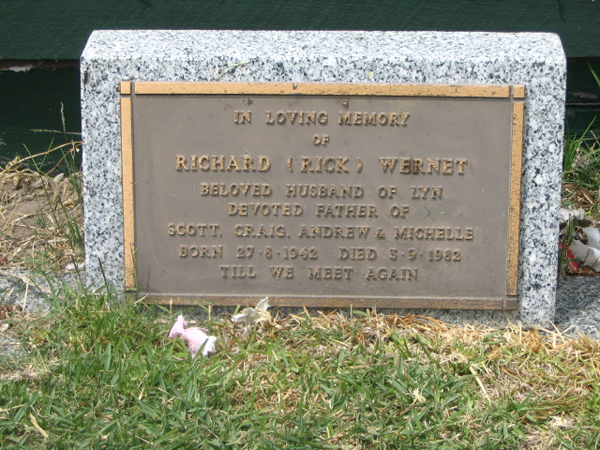 IN LOVING MEMORY
OF
RICHARD (RICK) WERNET
BELOVED HUSBAND OF LYN
DEVOTED FATHER OF
SCOTT, CRAIG, ANDREW & MICHELLE
BORN 27·8·1942 DIED 3·9·1982
TILL WE MEET AGAIN